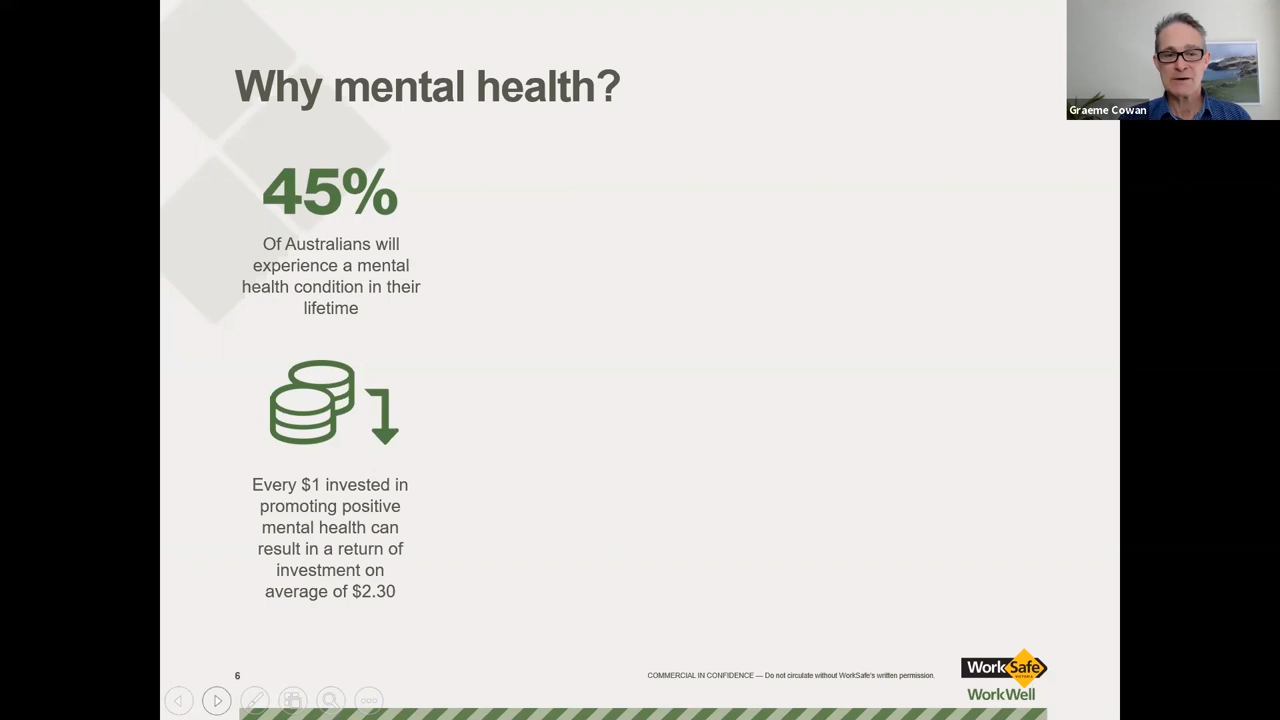 Why mental health?
Graeme Cowan
45%
Of Australians will
experience a mental
health condition in their
lifetime
Every $1 invested in
promoting positive
mental health can
result in a return of
investment on
average of $2.30
6
COMMERCIAL IN CONFIDENCE — Do not circulate without WorkSafe's written permission.
WorkSafe
VICTORIA
WorkWell